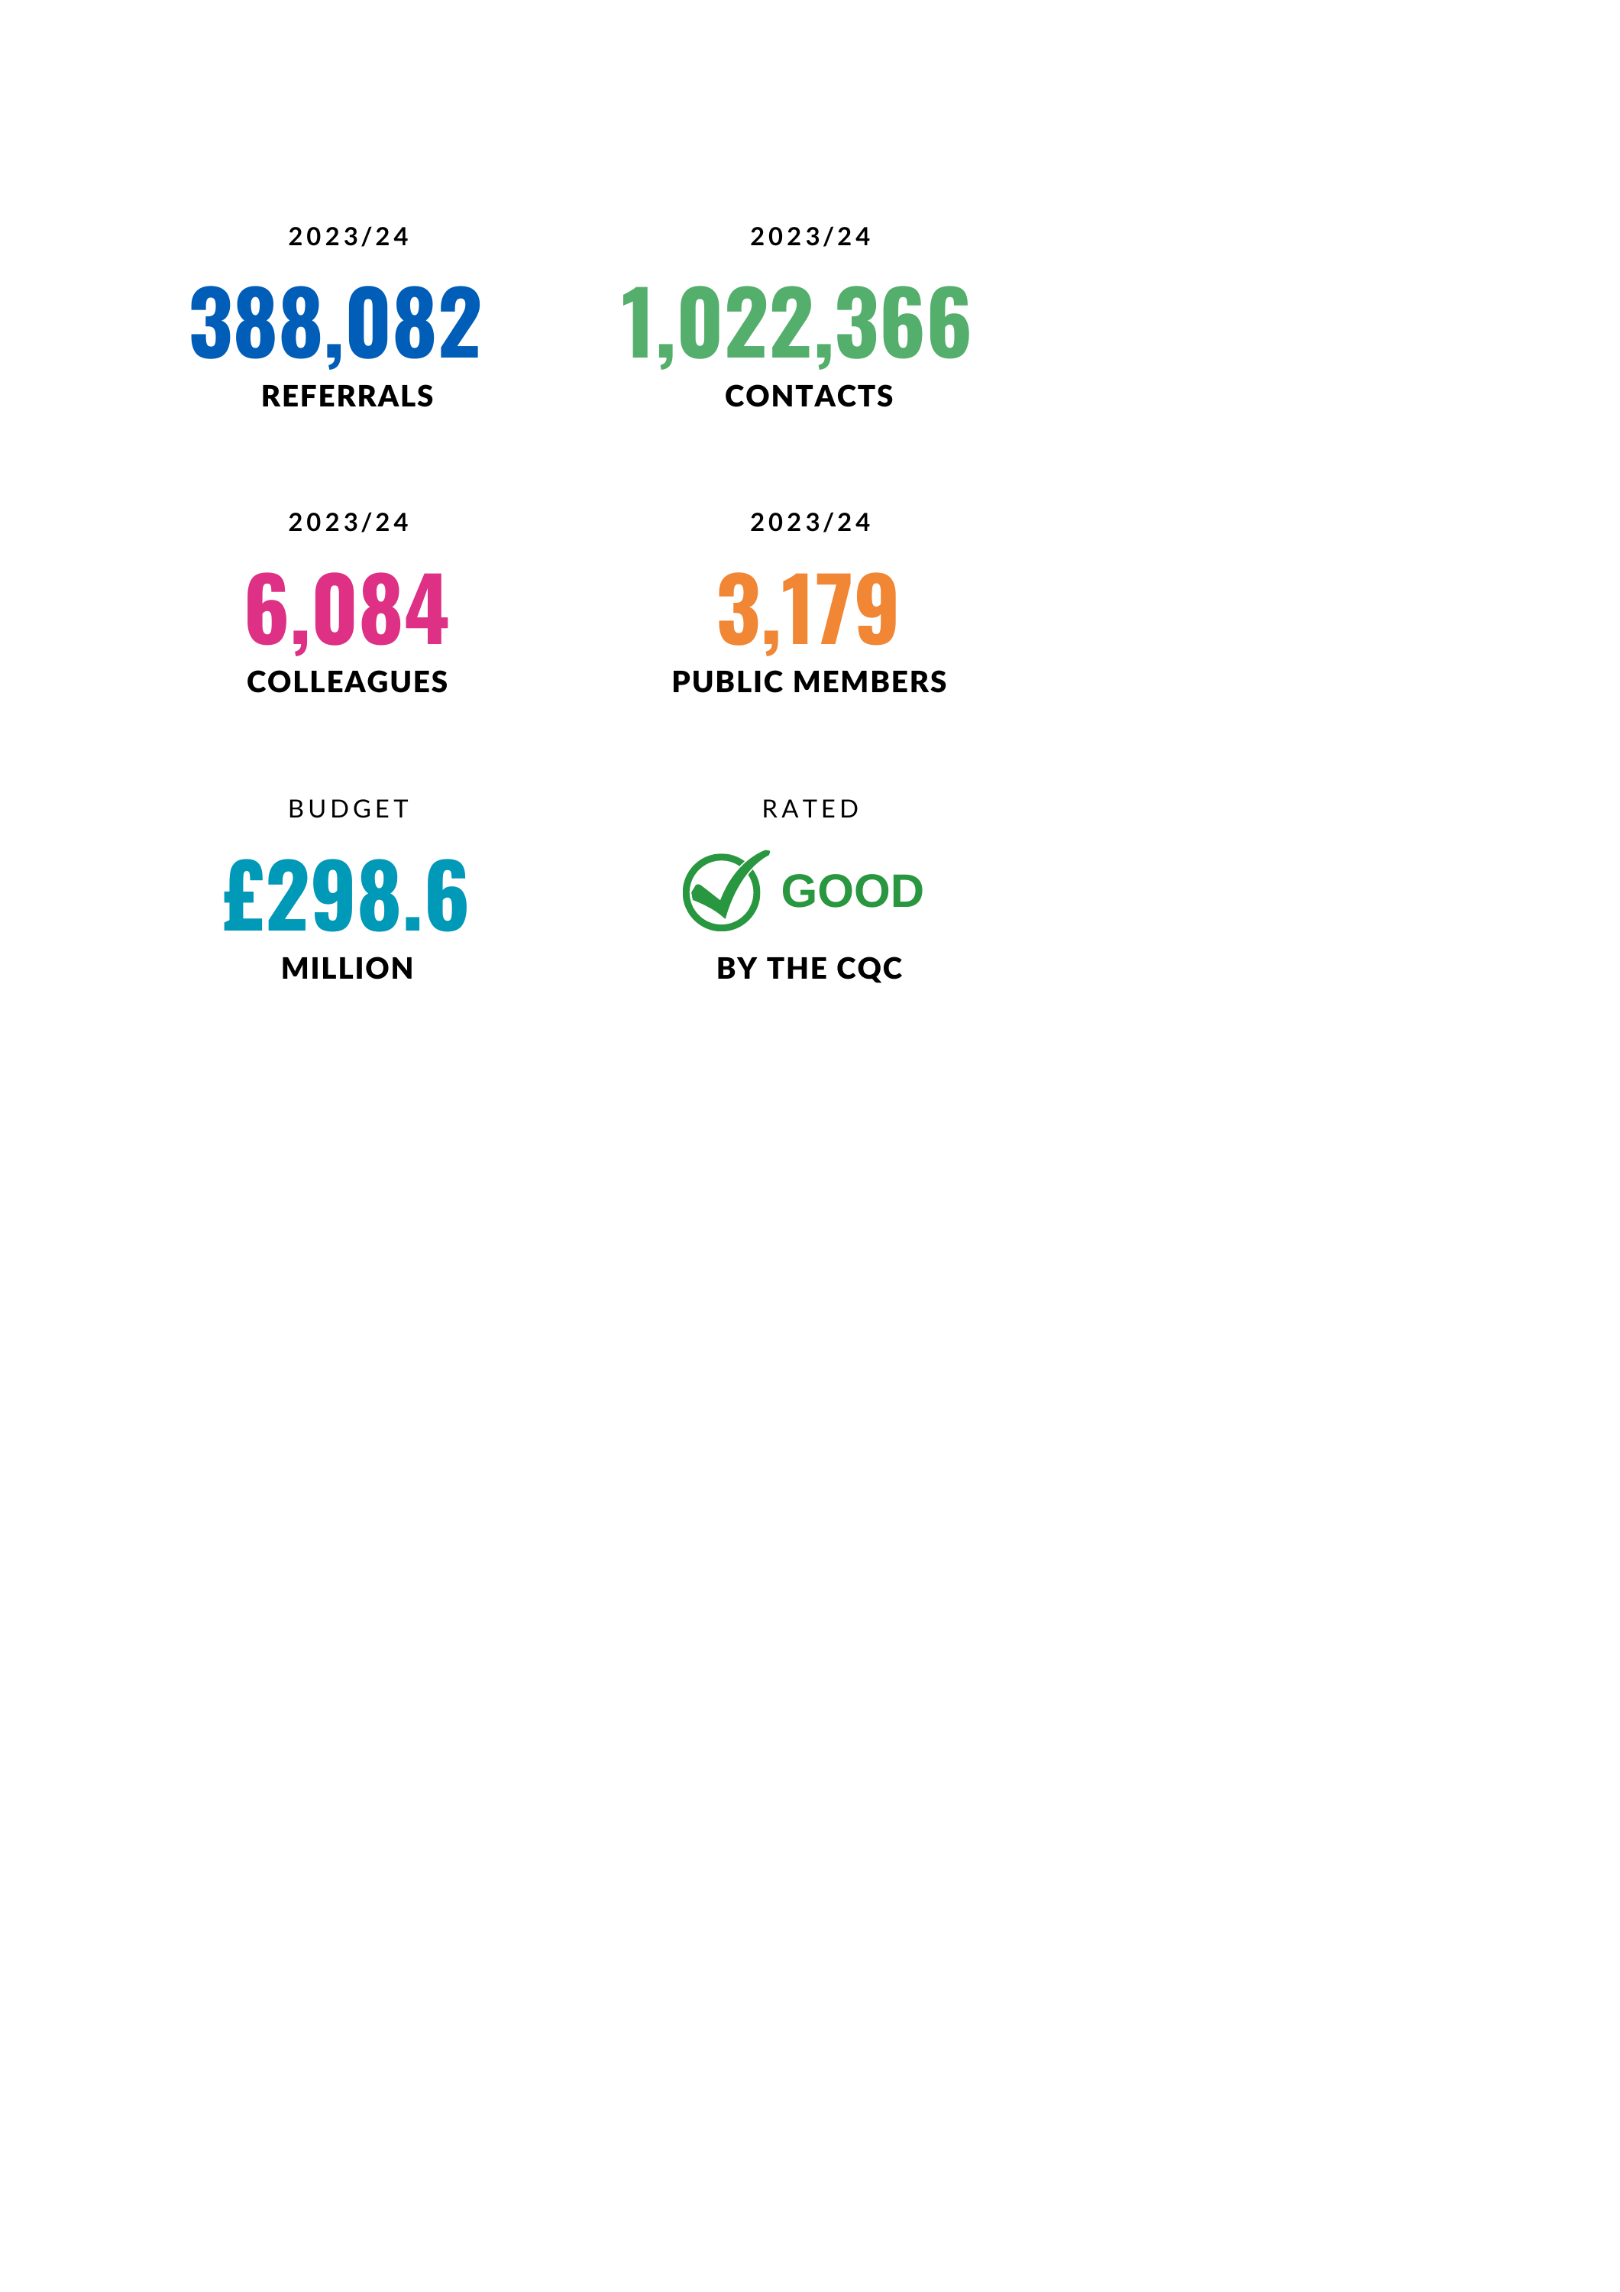 2023/24
388,082
REFERRALS
2023/24
1,022,366
CONTACTS
2023/24
6,084
COLLEAGUES
2023/24
3,179
PUBLIC MEMBERS
BUDGET
£298.6
MILLION
RATED
GOOD
BY THE CQC